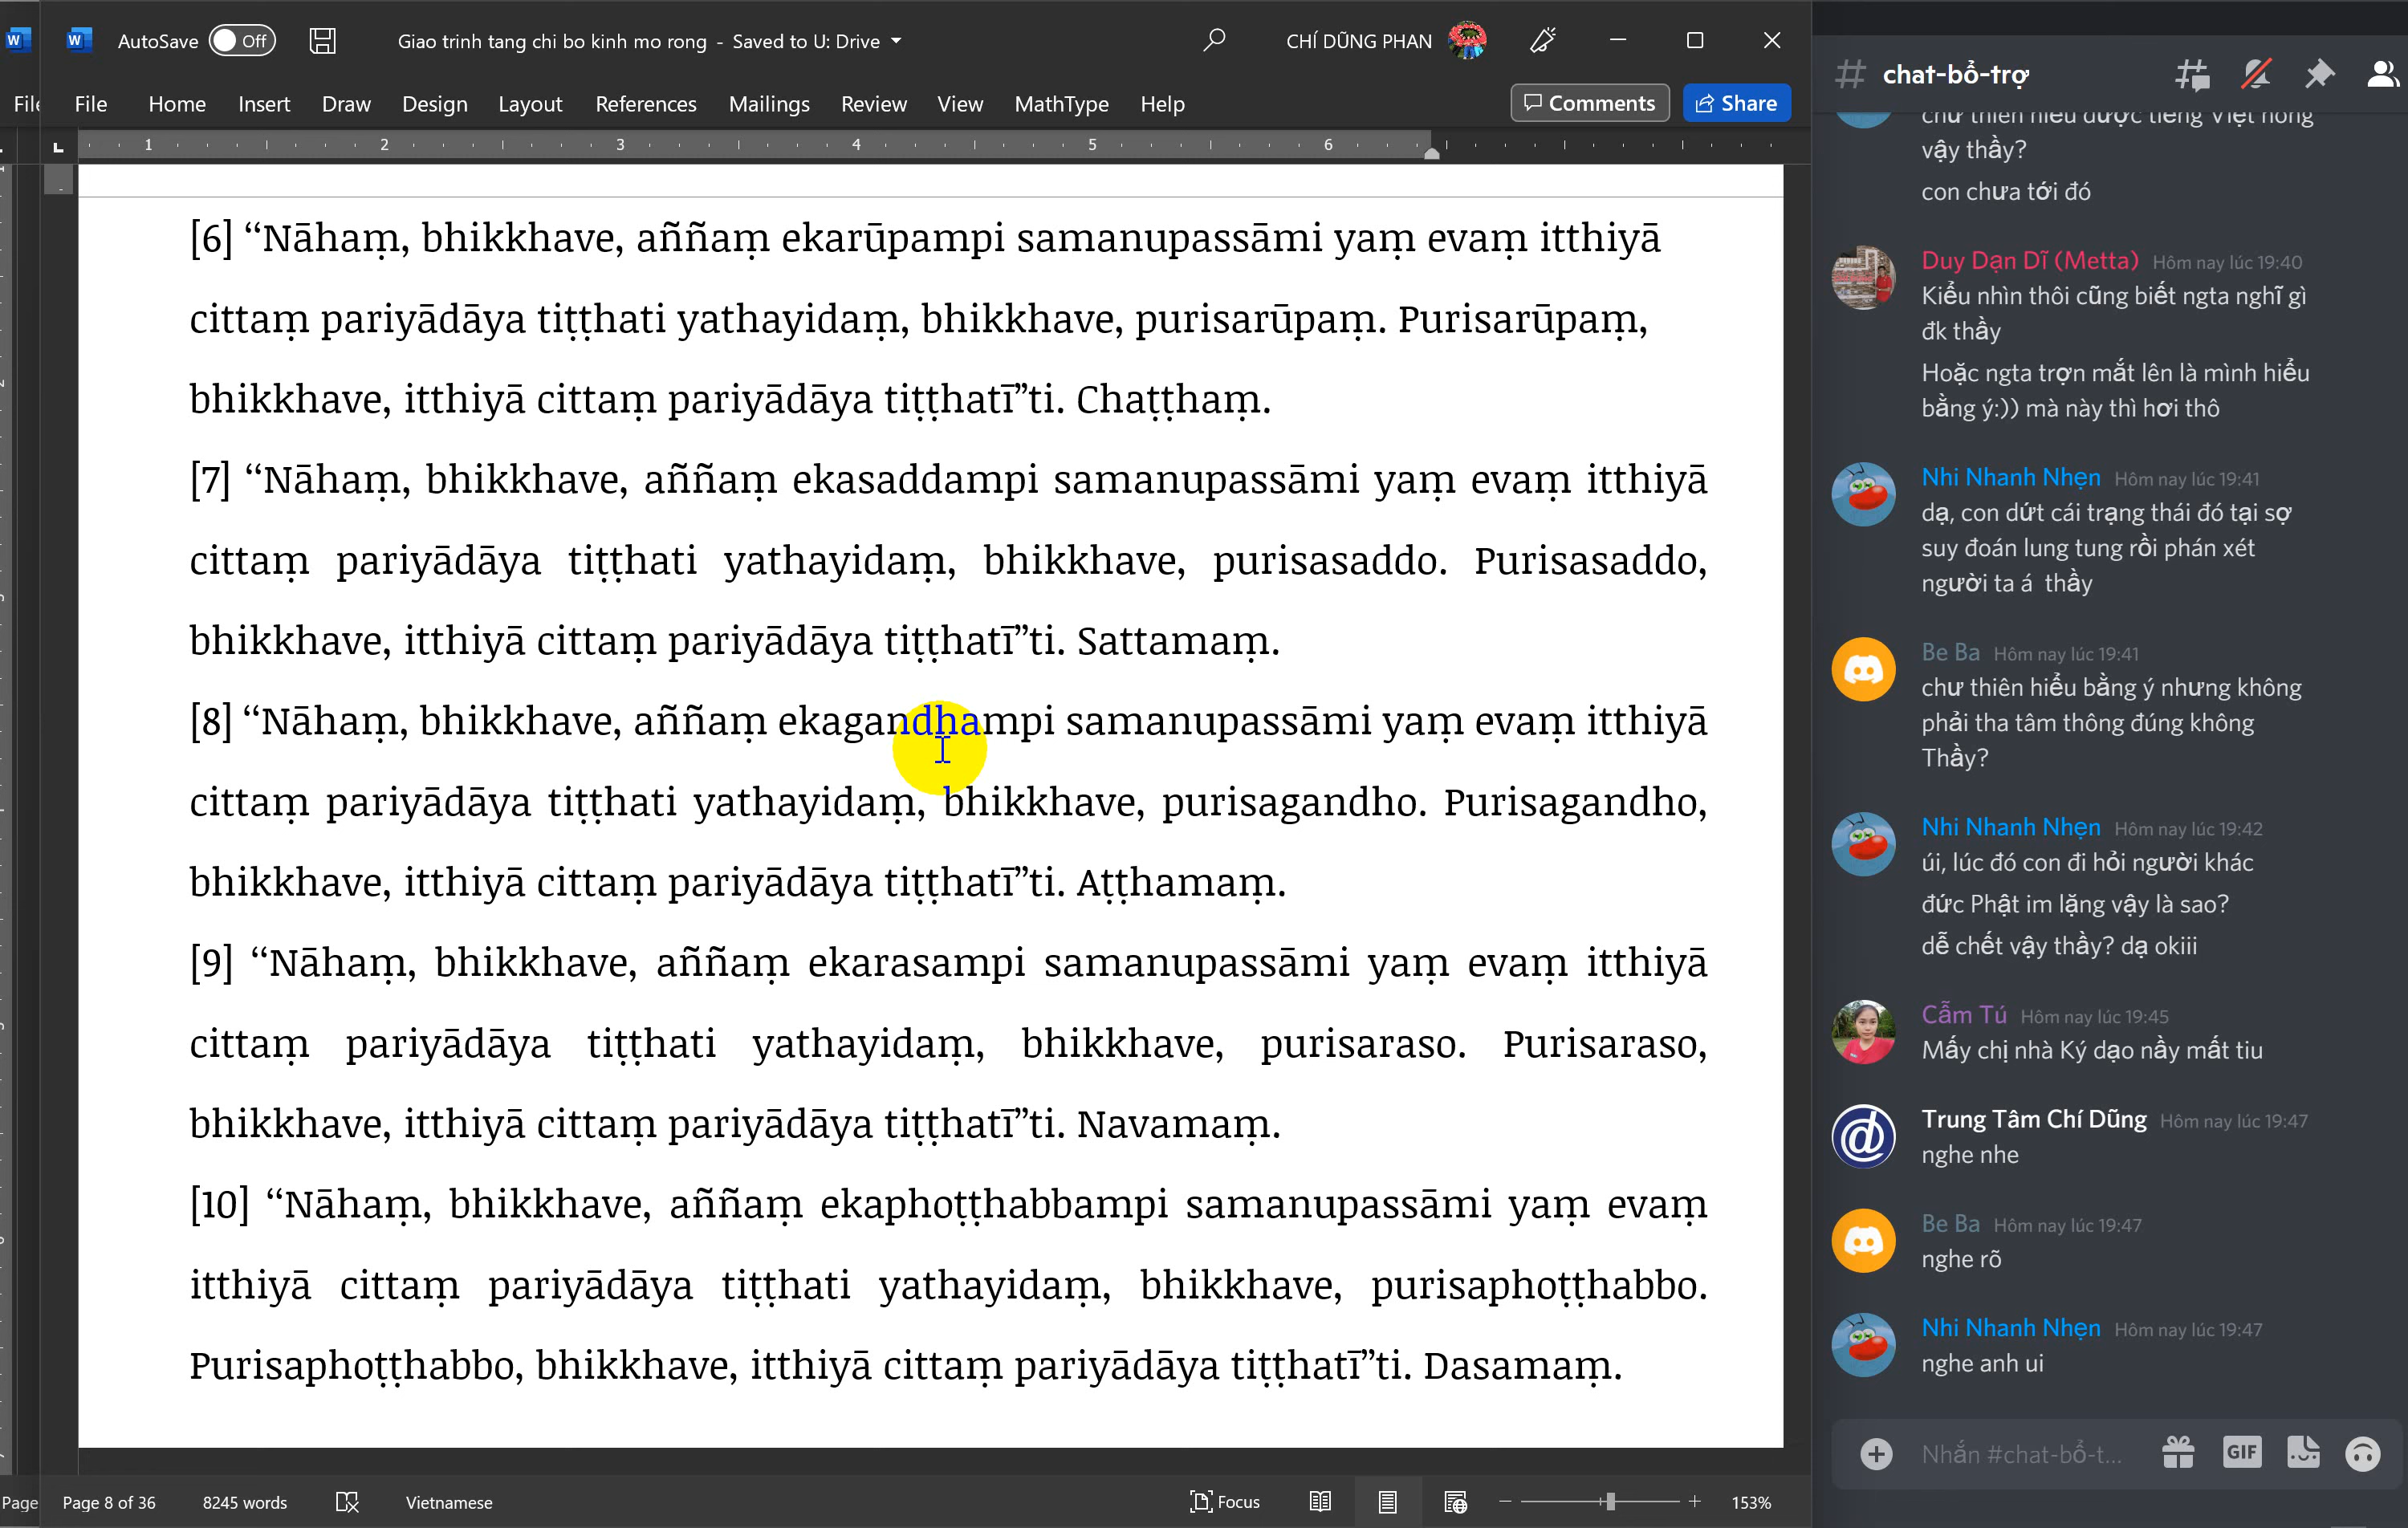 AutoSave Off Giao trinh tang chi bo kinh mo rong - Saved to U: Drive CHÍ DŨNG PHAN
File Home Insert Draw Design Layout References Mailings Review View MathType Help Comments Share
1 2 3 4 5 6
[6] “Nāhaṃ, bhikkhave, aññaṃ ekarūpampi samanupassāmi yaṃ evaṃ itthiyā
cittaṃ pariyādāya tiṭṭhati yathayidaṃ, bhikkhave, purisarūpaṃ. Purisarūpaṃ,
bhikkhave, itthiyā cittaṃ pariyādāya tiṭṭhatī”ti. Chaṭṭhaṃ.
[7] “Nāhaṃ, bhikkhave, aññaṃ ekasaddampi samanupassāmi yaṃ evaṃ itthiyā
cittaṃ pariyādāya tiṭṭhati yathayidaṃ, bhikkhave, purisasaddo. Purisasaddo,
bhikkhave, itthiyā cittaṃ pariyādāya tiṭṭhatī”ti. Sattamaṃ.
[8] “Nāhaṃ, bhikkhave, aññaṃ ekagandhampi samanupassāmi yaṃ evaṃ itthiyā
cittaṃ pariyādāya tiṭṭhati yathayidaṃ, bhikkhave, purisagandho. Purisagandho,
bhikkhave, itthiyā cittaṃ pariyādāya tiṭṭhatī”ti. Aṭṭhamaṃ.
[9] “Nāhaṃ, bhikkhave, aññaṃ ekarasampi samanupassāmi yaṃ evaṃ itthiyā
cittaṃ pariyādāya tiṭṭhati yathayidaṃ, bhikkhave, purisaraso. Purisaraso,
bhikkhave, itthiyā cittaṃ pariyādāya tiṭṭhatī”ti. Navamaṃ.
[10] “Nāhaṃ, bhikkhave, aññaṃ ekaphoṭṭhabbampi samanupassāmi yaṃ evaṃ
itthiyā cittaṃ pariyādāya tiṭṭhati yathayidaṃ, bhikkhave, purisaphoṭṭhabbo.
Purisaphoṭṭhabbo, bhikkhave, itthiyā cittaṃ pariyādāya tiṭṭhatī”ti. Dasamaṃ.
Page Page 8 of 36 8245 words Vietnamese Focus 153%
# chat-bổ-trợ
chư thiên hiểu được tiếng Việt hong
vậy thầy?
con chưa tới đó
Duy Dạn Dĩ (Metta) Hôm nay lúc 19:40
Kiểu nhìn thôi cũng biết ngta nghĩ gì
đk thầy
Hoặc ngta trợn mắt lên là mình hiểu
bằng ý:)) mà này thì hơi thô
Nhi Nhanh Nhẹn Hôm nay lúc 19:41
dạ, con dứt cái trạng thái đó tại sợ
suy đoán lung tung rồi phán xét
người ta á thầy
Be Ba Hôm nay lúc 19:41
chư thiên hiểu bằng ý nhưng không
phải tha tâm thông đúng không
Thầy?
Nhi Nhanh Nhẹn Hôm nay lúc 19:42
úi, lúc đó con đi hỏi người khác
đức Phật im lặng vậy là sao?
dễ chết vậy thầy? dạ okiii
Cẩm Tú Hôm nay lúc 19:45
Mấy chị nhà Ký dạo nầy mất tiu
Trung Tâm Chí Dũng Hôm nay lúc 19:47
nghe nhe
Be Ba Hôm nay lúc 19:47
nghe rõ
Nhi Nhanh Nhẹn Hôm nay lúc 19:47
nghe anh ui
Nhắn #chat-bổ-t... GIF